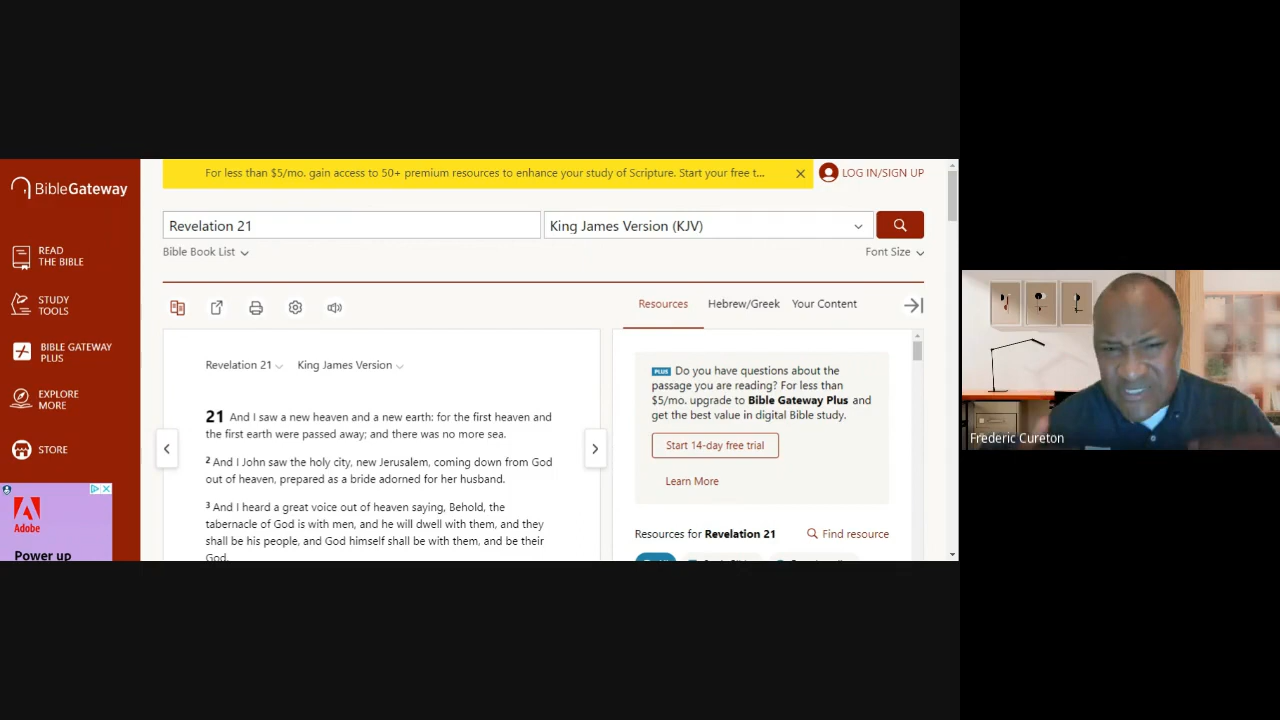 BibleGateway
READ
THE BIBLE
STUDY
TOOLS
BIBLE GATEWAY
PLUS
EXPLORE
MORE
STORE
Adobe
Power up
For less than $5/mo. gain access to 50+ premium resources to enhance your study of Scripture. Start your free t...
LOG IN/SIGN UP
Revelation 21
King James Version (KJV)
Bible Book List
Font Size
Resources
Hebrew/Greek
Your Content
Revelation 21
King James Version
21 And I saw a new heaven and a new earth: for the first heaven and
the first earth were passed away; and there was no more sea.
2 And I John saw the holy city, new Jerusalem, coming down from God
out of heaven, prepared as a bride adorned for her husband.
3 And I heard a great voice out of heaven saying, Behold, the
tabernacle of God is with men, and he will dwell with them, and they
shall be his people, and God himself shall be with them, and be their
God.
PLUS Do you have questions about the
passage you are reading? For less than
$5/mo. upgrade to Bible Gateway Plus and
get the best value in digital Bible study.
Start 14-day free trial
Learn More
Resources for Revelation 21
Find resource
Frederic Cureton